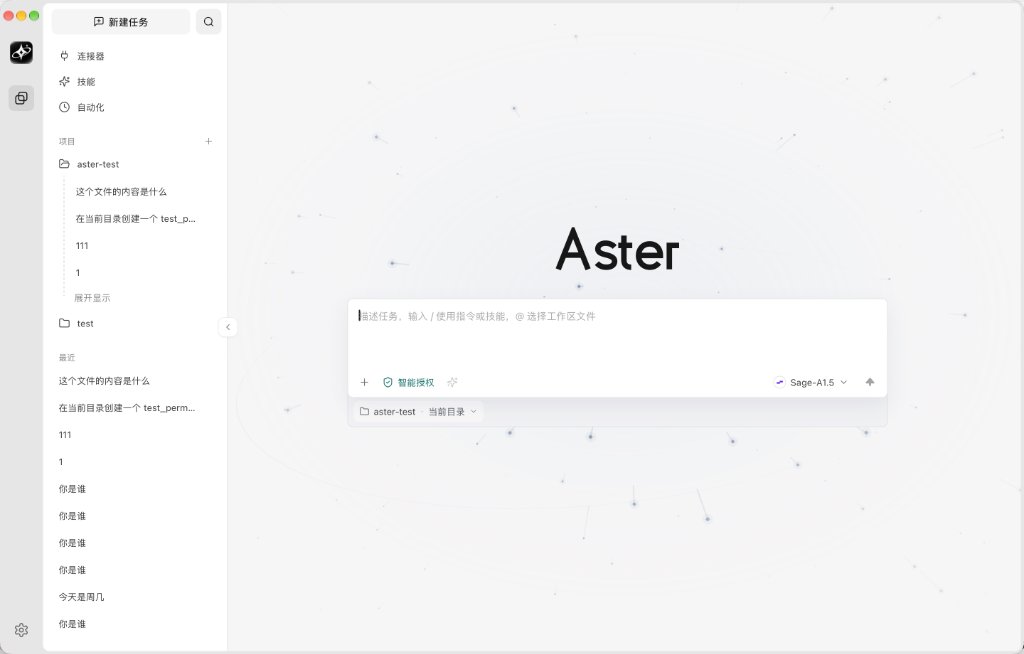 新建任务
连接器
技能
自动化
项目
aster-test
这个文件的内容是什么
在当前目录创建一个 test_p...
111
1
展开显示
test
最近
这个文件的内容是什么
在当前目录创建一个 test_perm...
111
1
你是谁
你是谁
你是谁
你是谁
今天是周几
你是谁
Aster
描述任务，输入 / 使用指令或技能，@ 选择工作区文件
智能授权
Sage-A1.5
aster-test · 当前目录